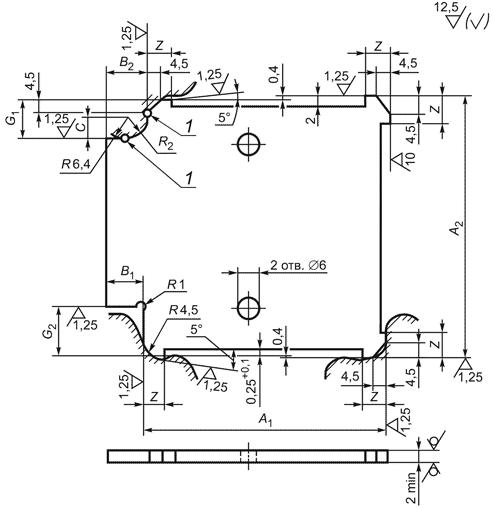 12,5
(√)
1,25 Z Z
B₂ 4,5 1,25 0,4 1,25 4,5
4,5
G₁ 1,25 C 1 5° 2 Z 4,5
R₂
R6,4 1 10
A₂
B₁ 2 отв. ∅6
R1
G₂ 1,25 R4,5 5° 0,4 Z
1,25 1,25 0,25⁺⁰,¹ 4,5 4,5 1,25
Z Z
A₁ 1,25
2 min